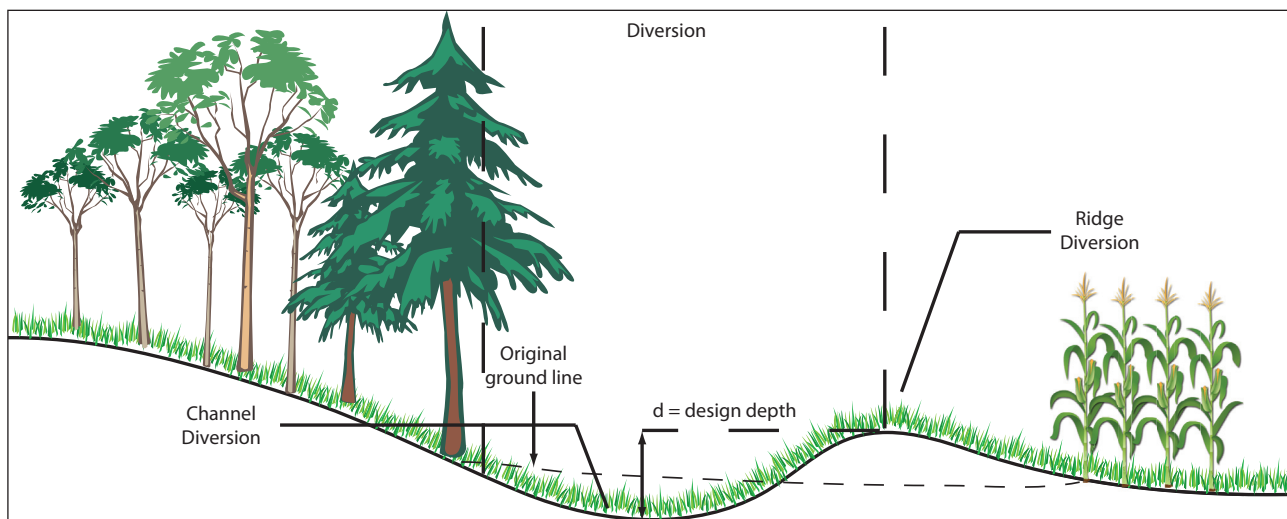 Diversion
Ridge
Diversion
Original
ground line
Channel
Diversion
d = design depth